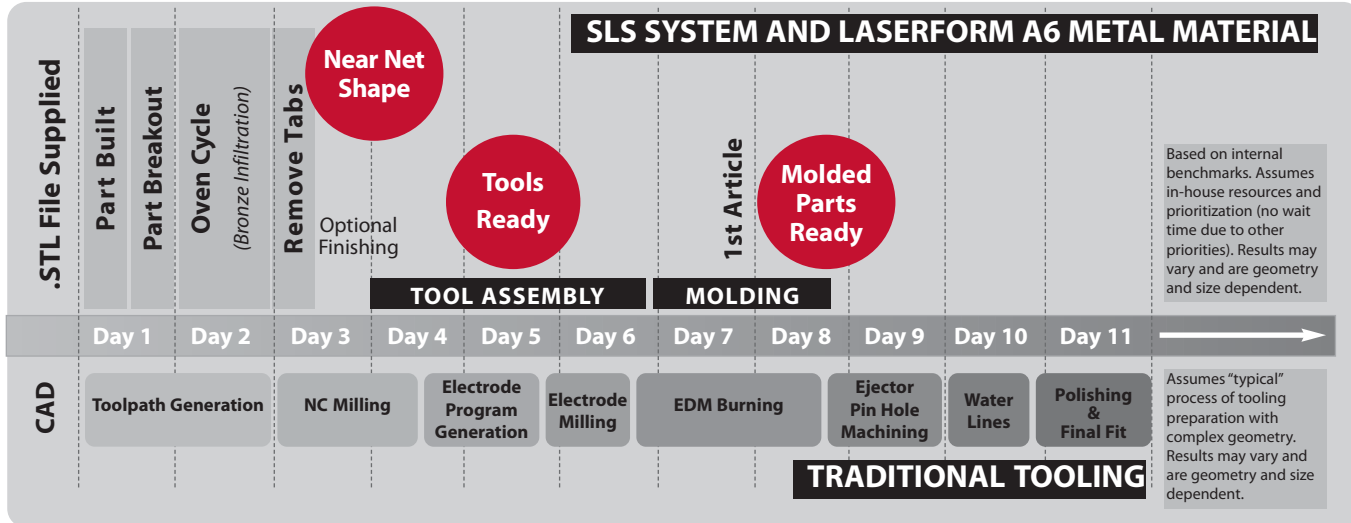 SLS SYSTEM AND LASERFORM A6 METAL MATERIAL
.STL File Supplied
Part Built
Part Breakout
Oven Cycle
(Bronze Infiltration)
Remove Tabs
Near Net
Shape
Optional
Finishing
Tools
Ready
1st Article
Molded
Parts
Ready
Based on internal
benchmarks. Assumes
in-house resources and
prioritization (no wait
time due to other
priorities). Results may
vary and are geometry
and size dependent.
TOOL ASSEMBLY
MOLDING
Day 1
Day 2
Day 3
Day 4
Day 5
Day 6
Day 7
Day 8
Day 9
Day 10
Day 11
CAD
Toolpath Generation
NC Milling
Electrode
Program
Generation
Electrode
Milling
EDM Burning
Ejector
Pin Hole
Machining
Water
Lines
Polishing
&
Final Fit
Assumes “typical”
process of tooling
preparation with
complex geometry.
Results may vary and
are geometry and size
dependent.
TRADITIONAL TOOLING